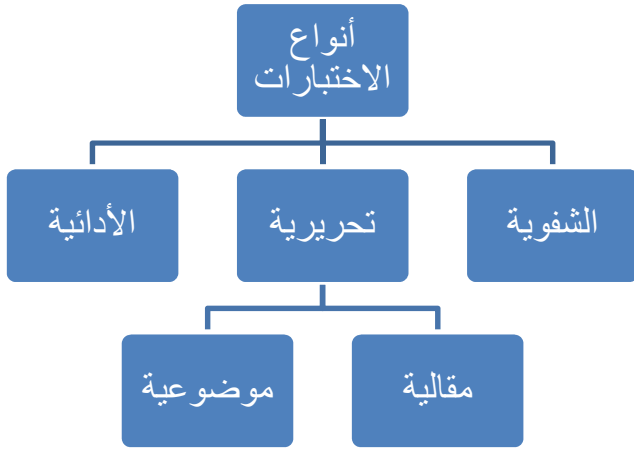 أنواع
الاختبارات
الشفوية
تحريرية
الأدائية
مقالية
موضوعية